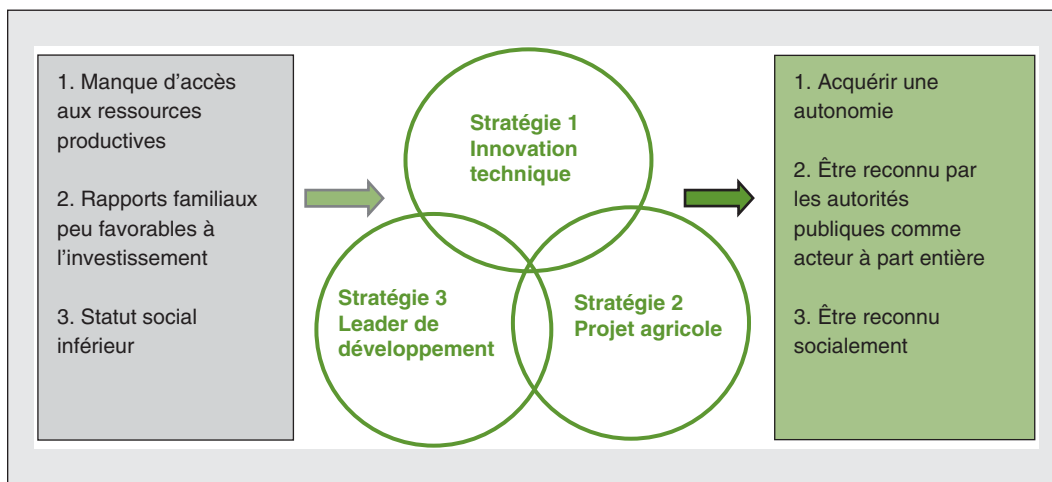 1. Manque d’accès
aux ressources
productives
2. Rapports familiaux
peu favorables à
l’investissement
3. Statut social
inférieur
Stratégie 1
Innovation
technique
Stratégie 3
Leader de
développement
Stratégie 2
Projet agricole
1. Acquérir une
autonomie
2. Être reconnu par
les autorités
publiques comme
acteur à part entière
3. Être reconnu
socialement